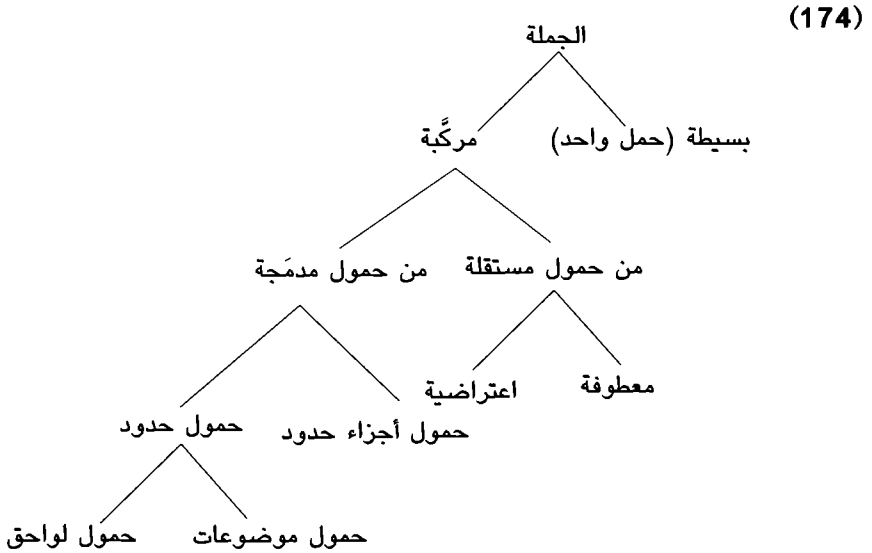 (174)
الجملة
بسيطة (حمل واحد) مركَّبة
من حمول مستقلة من حمول مدمَجة
معطوفة اعتراضية
حمول أجزاء حدود حمول حدود
حمول موضوعات حمول لواحق